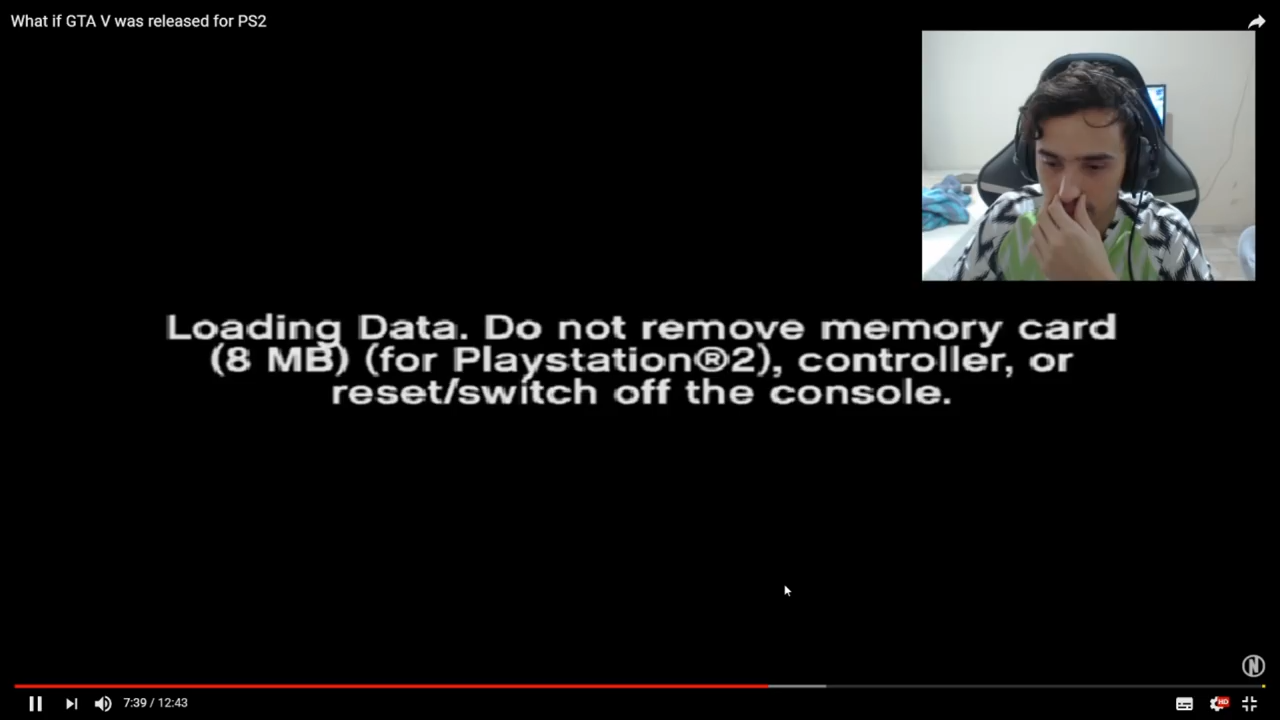 What if GTA V was released for PS2
Loading Data. Do not remove memory card
(8 MB) (for Playstation®2), controller, or
reset/switch off the console.
7:39 / 12:43
HD
N